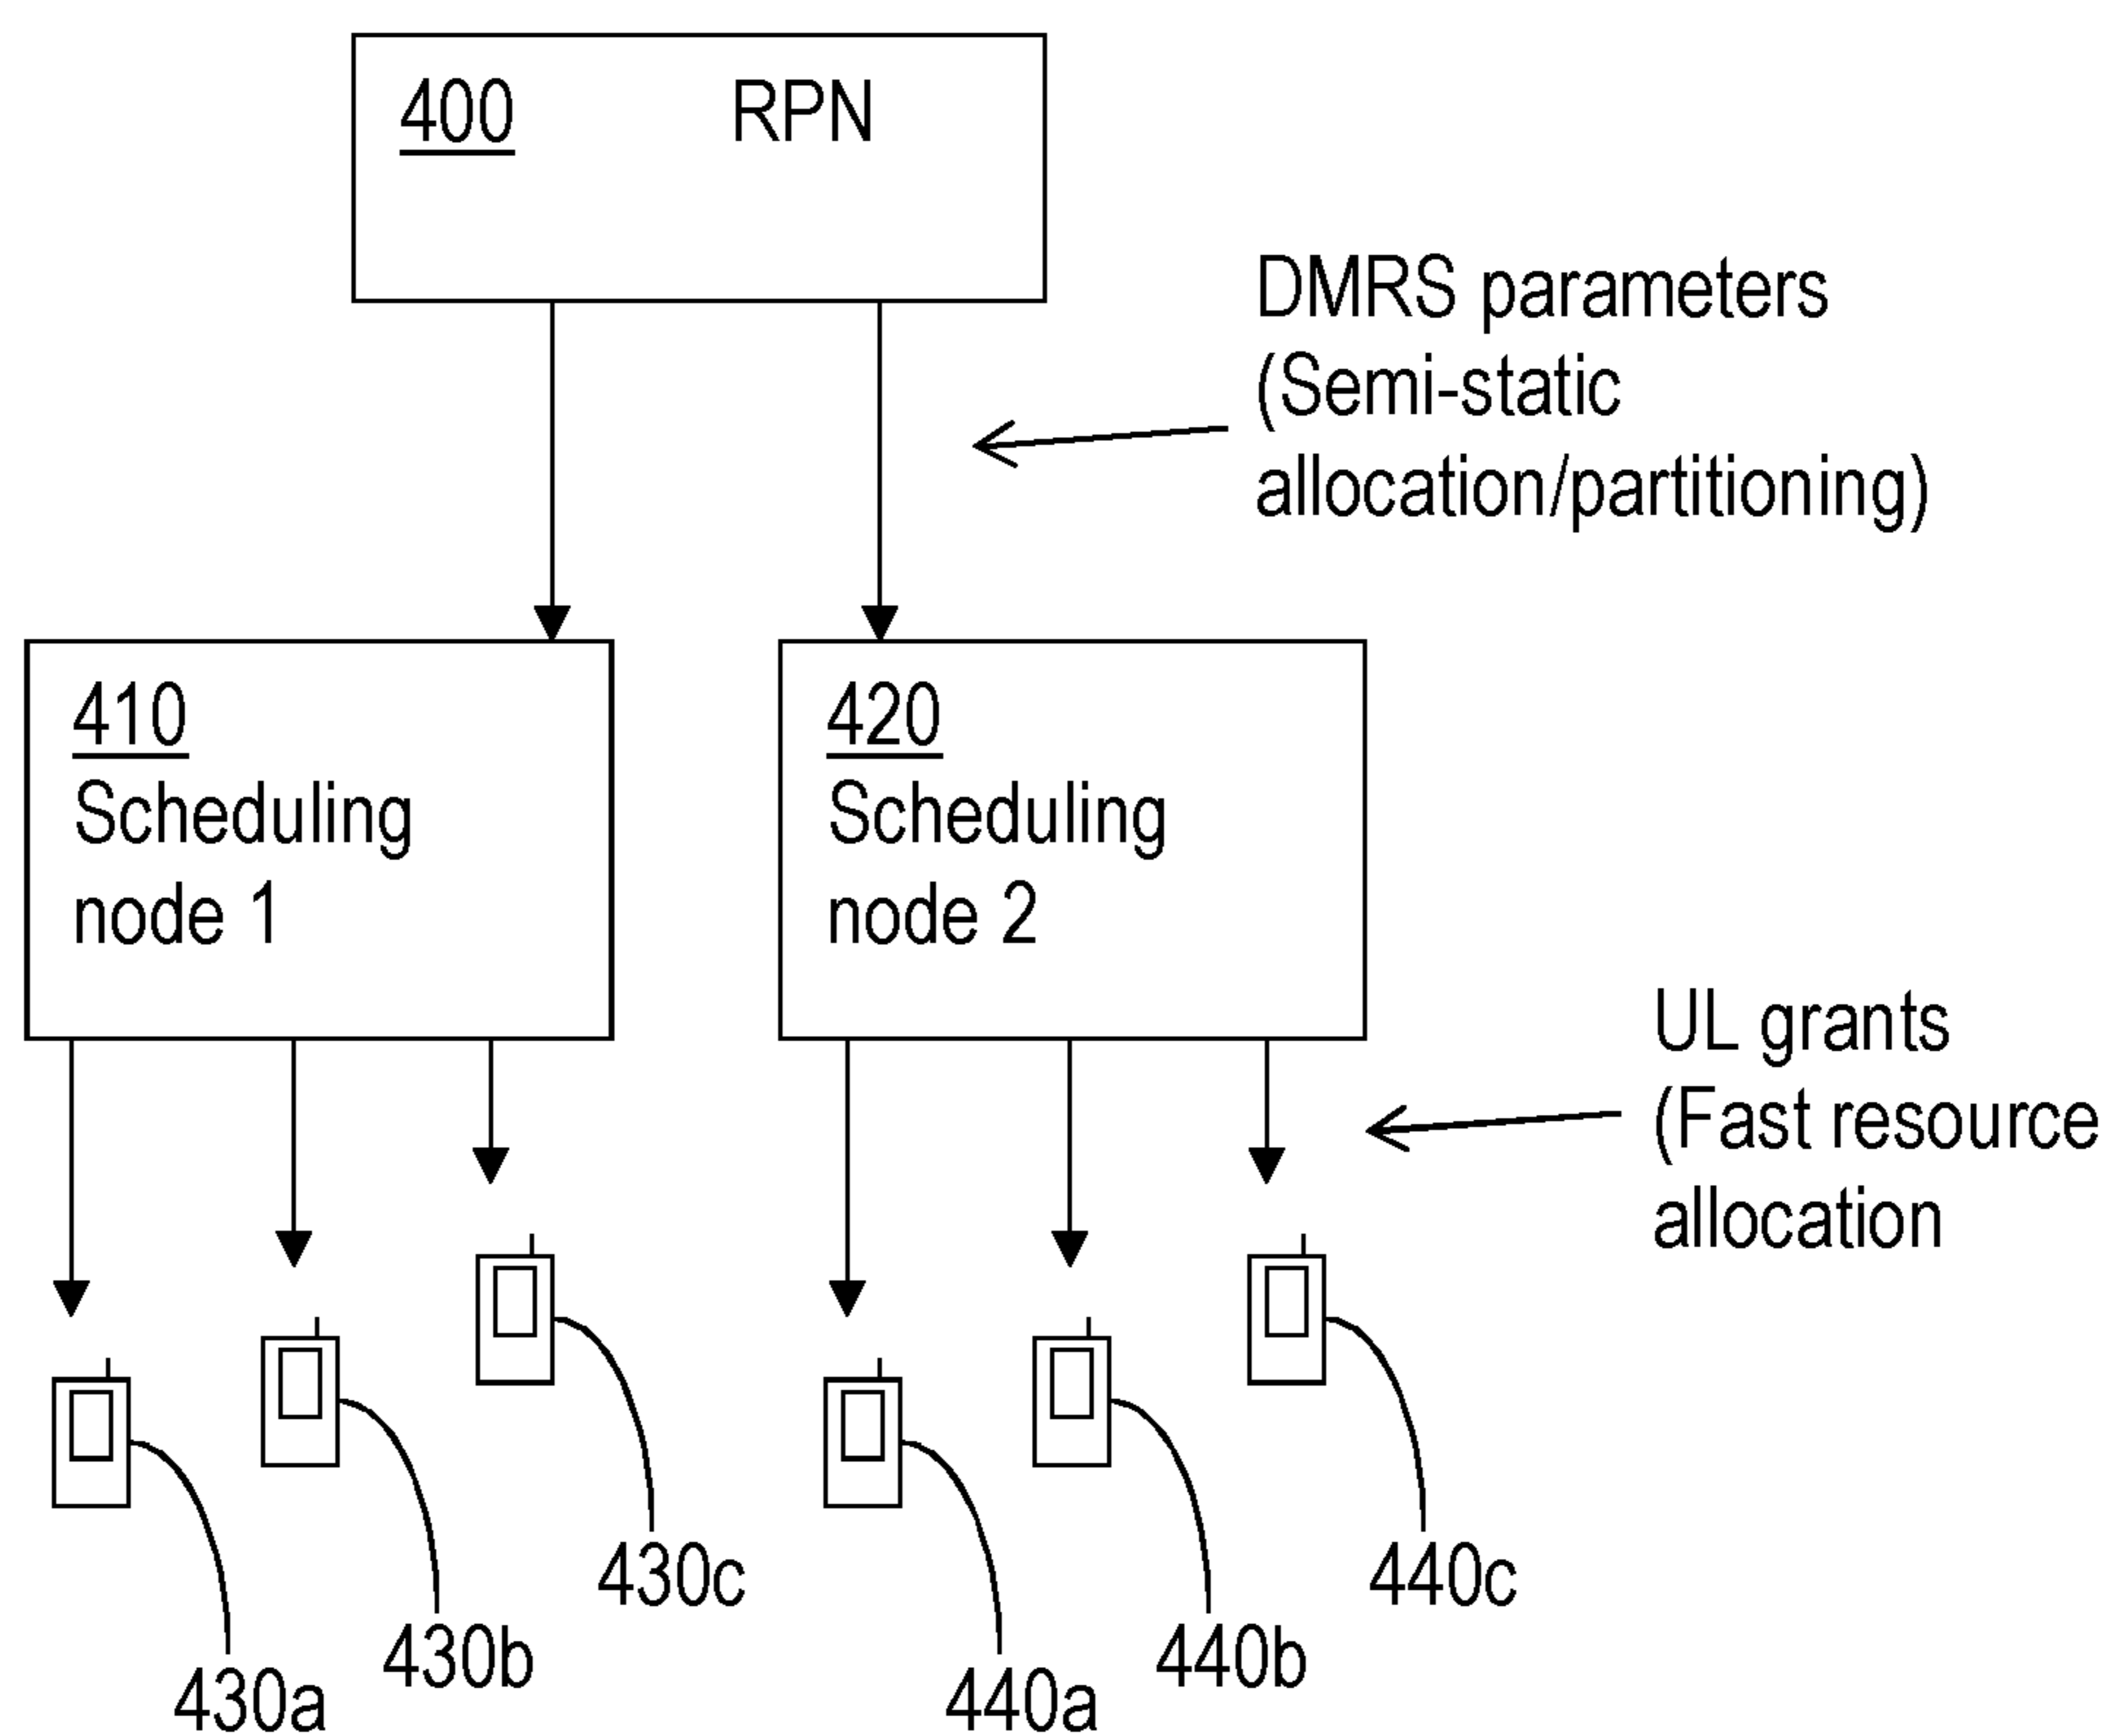 400 RPN
DMRS parameters
(Semi-static
allocation/partitioning)
410
Scheduling
node 1
420
Scheduling
node 2
UL grants
(Fast resource
allocation
430a
430b
430c
440a
440b
440c